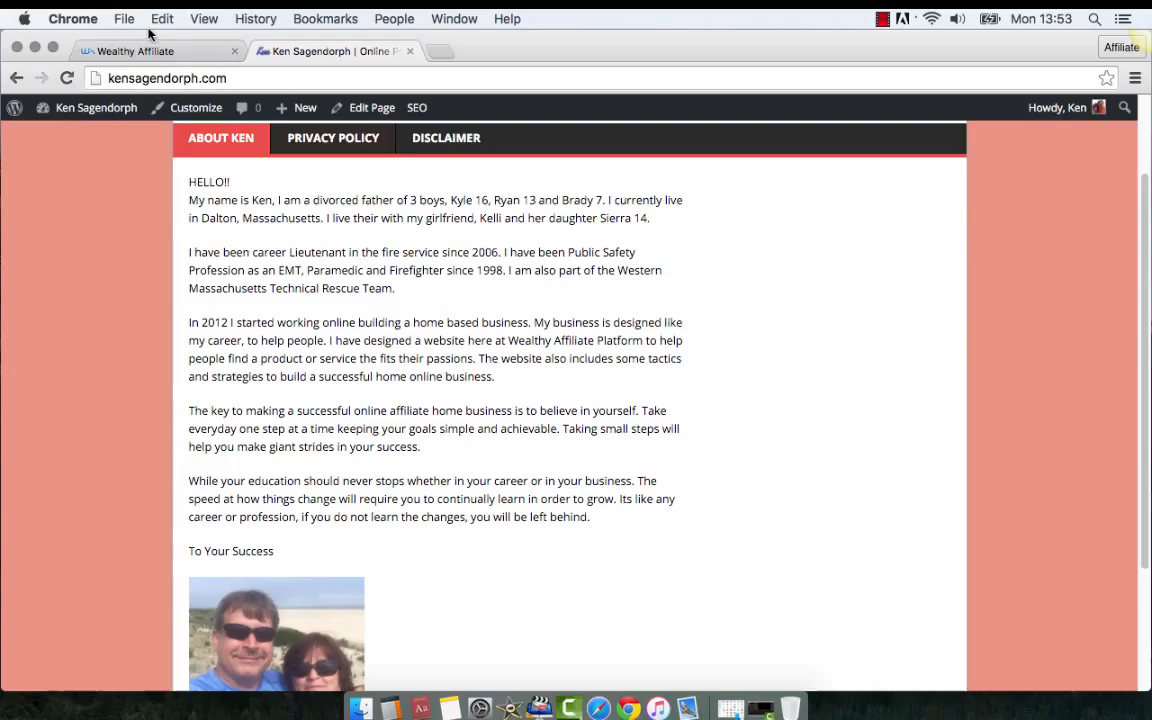 Chrome File Edit View History Bookmarks People Window Help Mon 13:53
Wealthy Affiliate Ken Sagendorph | Online P Affiliate
kensagendorph.com
Ken Sagendorph Customize 0 New Edit Page SEO Howdy, Ken
ABOUT KEN PRIVACY POLICY DISCLAIMER
HELLO!!
My name is Ken, I am a divorced father of 3 boys, Kyle 16, Ryan 13 and Brady 7. I currently live
in Dalton, Massachusetts. I live their with my girlfriend, Kelli and her daughter Sierra 14.
I have been career Lieutenant in the fire service since 2006. I have been Public Safety
Profession as an EMT, Paramedic and Firefighter since 1998. I am also part of the Western
Massachusetts Technical Rescue Team.
In 2012 I started working online building a home based business. My business is designed like
my career, to help people. I have designed a website here at Wealthy Affiliate Platform to help
people find a product or service the fits their passions. The website also includes some tactics
and strategies to build a successful home online business.
The key to making a successful online affiliate home business is to believe in yourself. Take
everyday one step at a time keeping your goals simple and achievable. Taking small steps will
help you make giant strides in your success.
While your education should never stops whether in your career or in your business. The
speed at how things change will require you to continually learn in order to grow. Its like any
career or profession, if you do not learn the changes, you will be left behind.
To Your Success